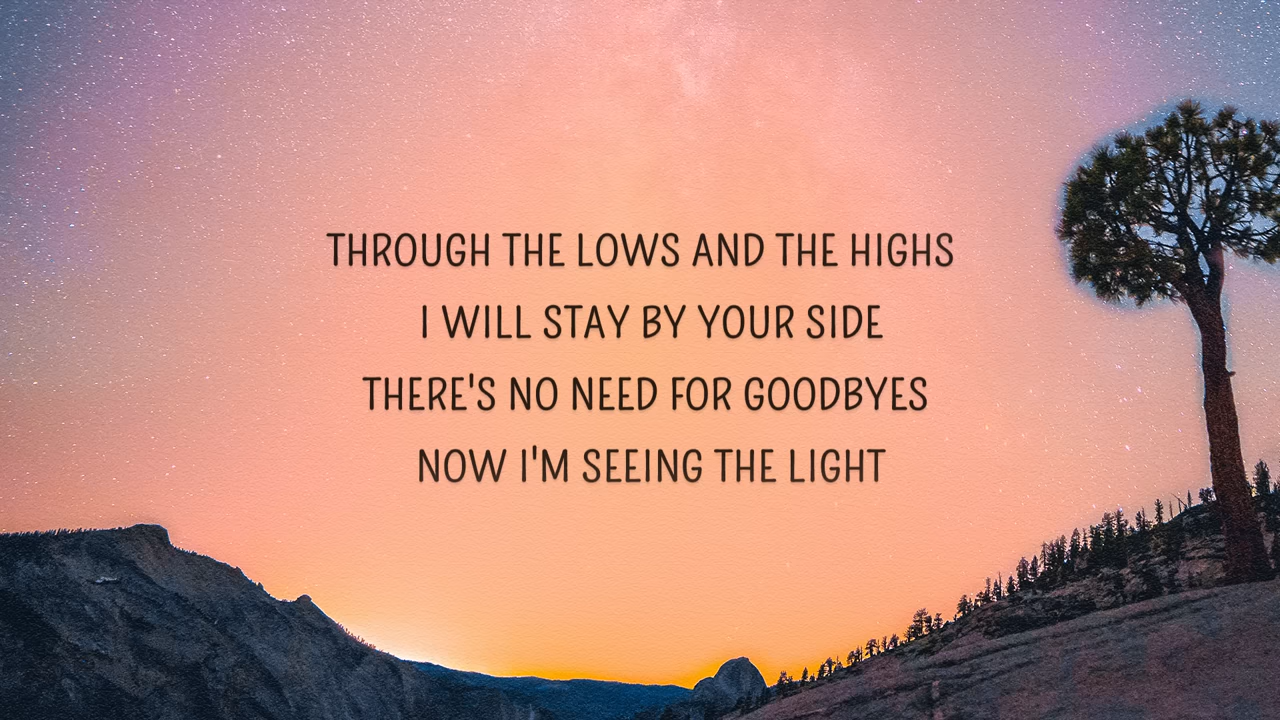 THROUGH THE LOWS AND THE HIGHS
I WILL STAY BY YOUR SIDE
THERE'S NO NEED FOR GOODBYES
NOW I'M SEEING THE LIGHT